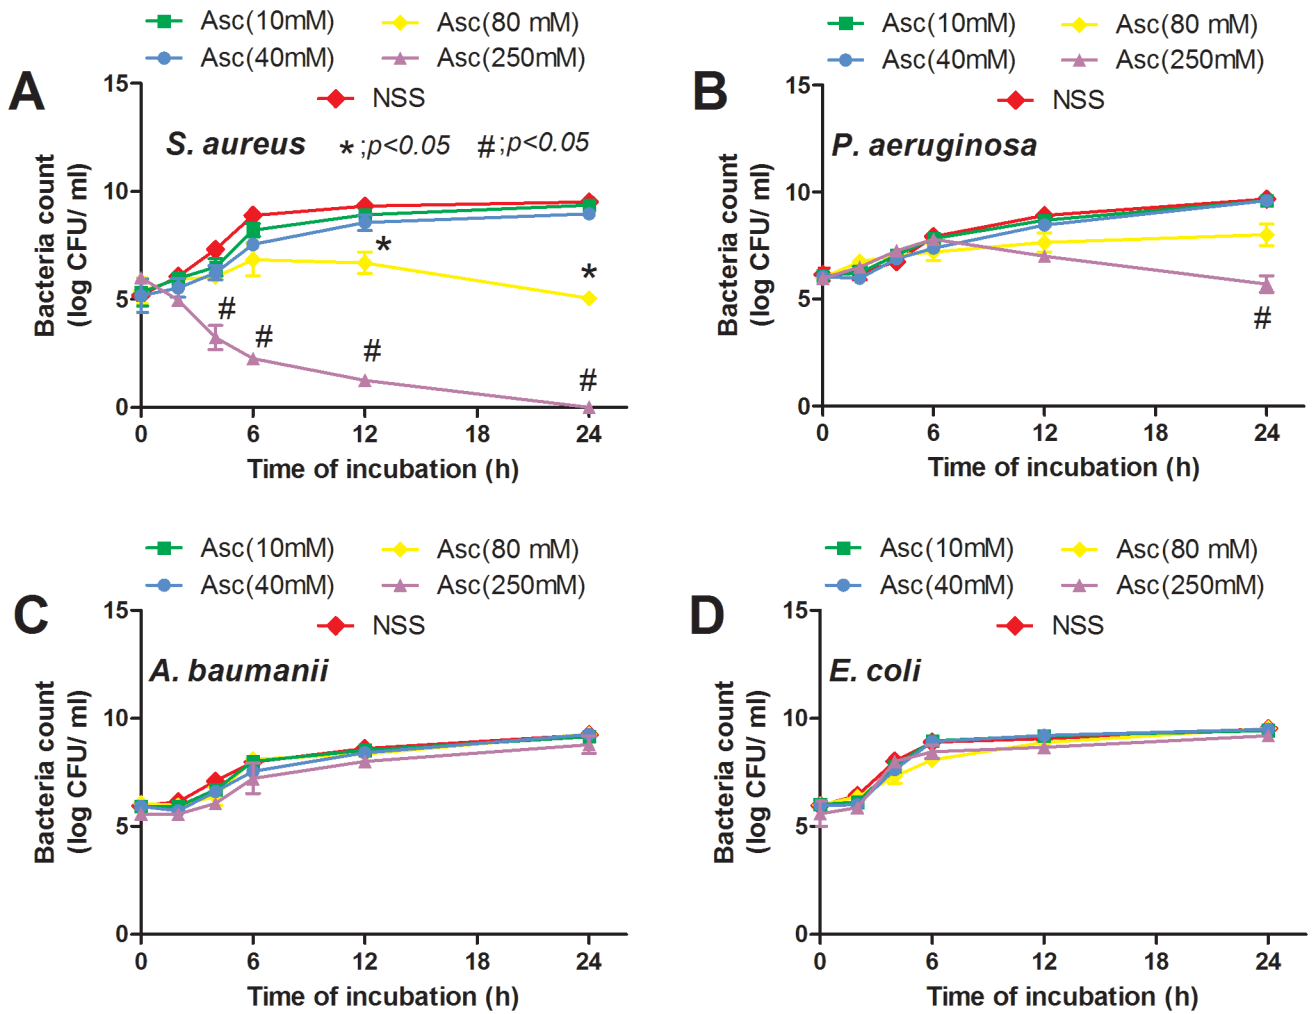 A
Asc(10mM) Asc(80 mM)
Asc(40mM) Asc(250mM)
NSS
S. aureus *;p<0.05 #;p<0.05
Bacteria count
(log CFU/ ml)
15
10
5
0
* *
# # # #
0 6 12 18 24
Time of incubation (h)
B
Asc(10mM) Asc(80 mM)
Asc(40mM) Asc(250mM)
NSS
P. aeruginosa
Bacteria count
(log CFU/ ml)
15
10
5
0
#
0 6 12 18 24
Time of incubation (h)
C
Asc(10mM) Asc(80 mM)
Asc(40mM) Asc(250mM)
NSS
A. baumanii
Bacteria count
(log CFU/ ml)
15
10
5
0
0 6 12 18 24
Time of incubation (h)
D
Asc(10mM) Asc(80 mM)
Asc(40mM) Asc(250mM)
NSS
E. coli
Bacteria count
(log CFU/ ml)
15
10
5
0
0 6 12 18 24
Time of incubation (h)